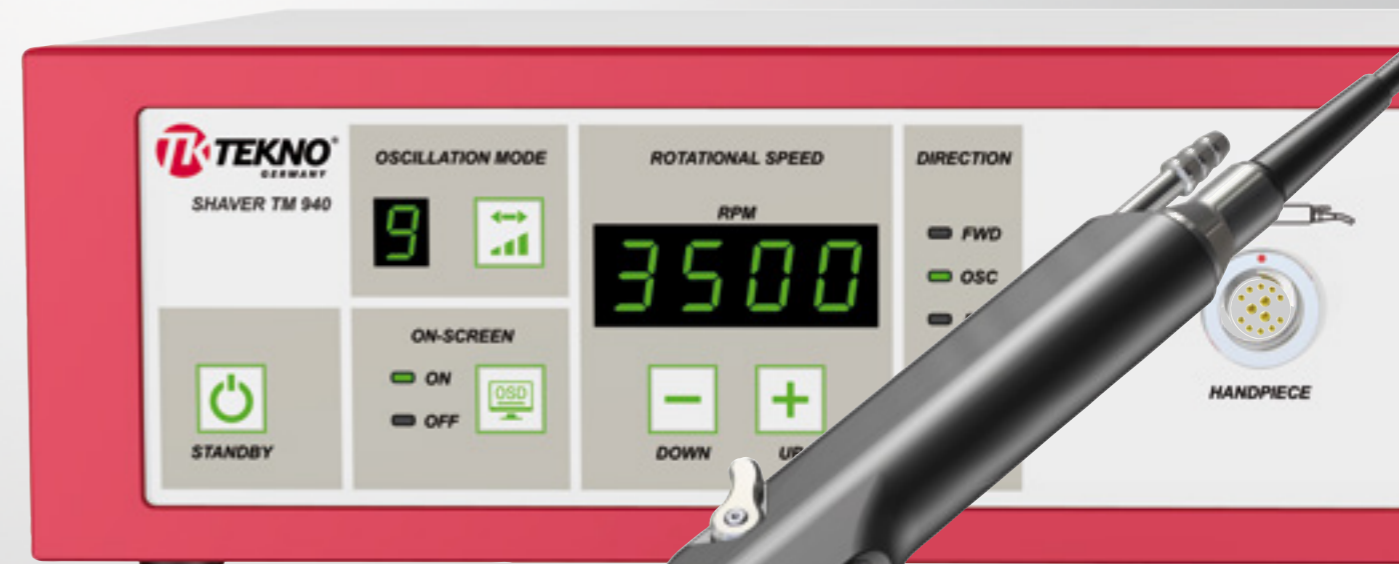 TK TEKNO®
GERMANY
SHAVER TM 940
OSCILLATION MODE
9
ROTATIONAL SPEED
RPM
3500
DIRECTION
FWD
OSC
ON-SCREEN
ON
OFF
OSD
STANDBY
DOWN
HANDPIECE